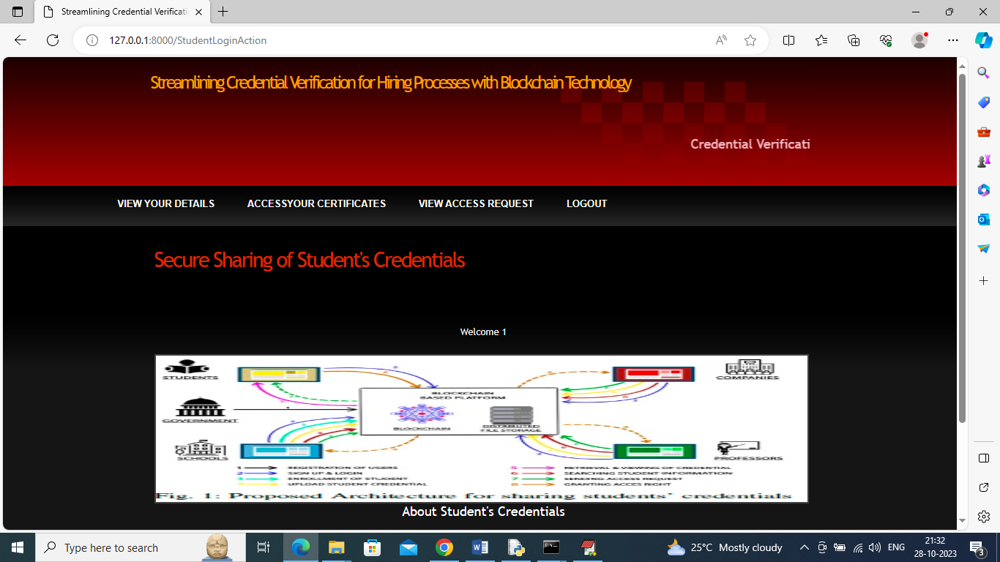 Streamlining Credential Verificati
127.0.0.1:8000/StudentLoginAction
Streamlining Credential Verification for Hiring Processes with Blockchain Technology
Credential Verificati
VIEW YOUR DETAILS
ACCESSYOUR CERTIFICATES
VIEW ACCESS REQUEST
LOGOUT
Secure Sharing of Student's Credentials
Welcome 1
STUDENTS
COMPANIES
BLOCKCHAIN
BASED PLATFORM
GOVERNMENT
BLOCKCHAIN
DISTRIBUTED
FILE STORAGE
SCHOOLS
PROFESSORS
1 REGISTRATION OF USERS
2 SIGN UP & LOGIN
3 ENROLLMENT OF STUDENT
4 UPLOAD STUDENT CREDENTIAL
5 RETRIEVAL & VIEWING OF CREDENTIAL
6 SEARCHING STUDENT INFORMATION
7 SENDING ACCESS REQUEST
8 GRANTING ACCES RIGHT
Fig. 1: Proposed Architecture for sharing students' credentials
About Student's Credentials
Type here to search
25°C Mostly cloudy
ENG
21:32
28-10-2023
3